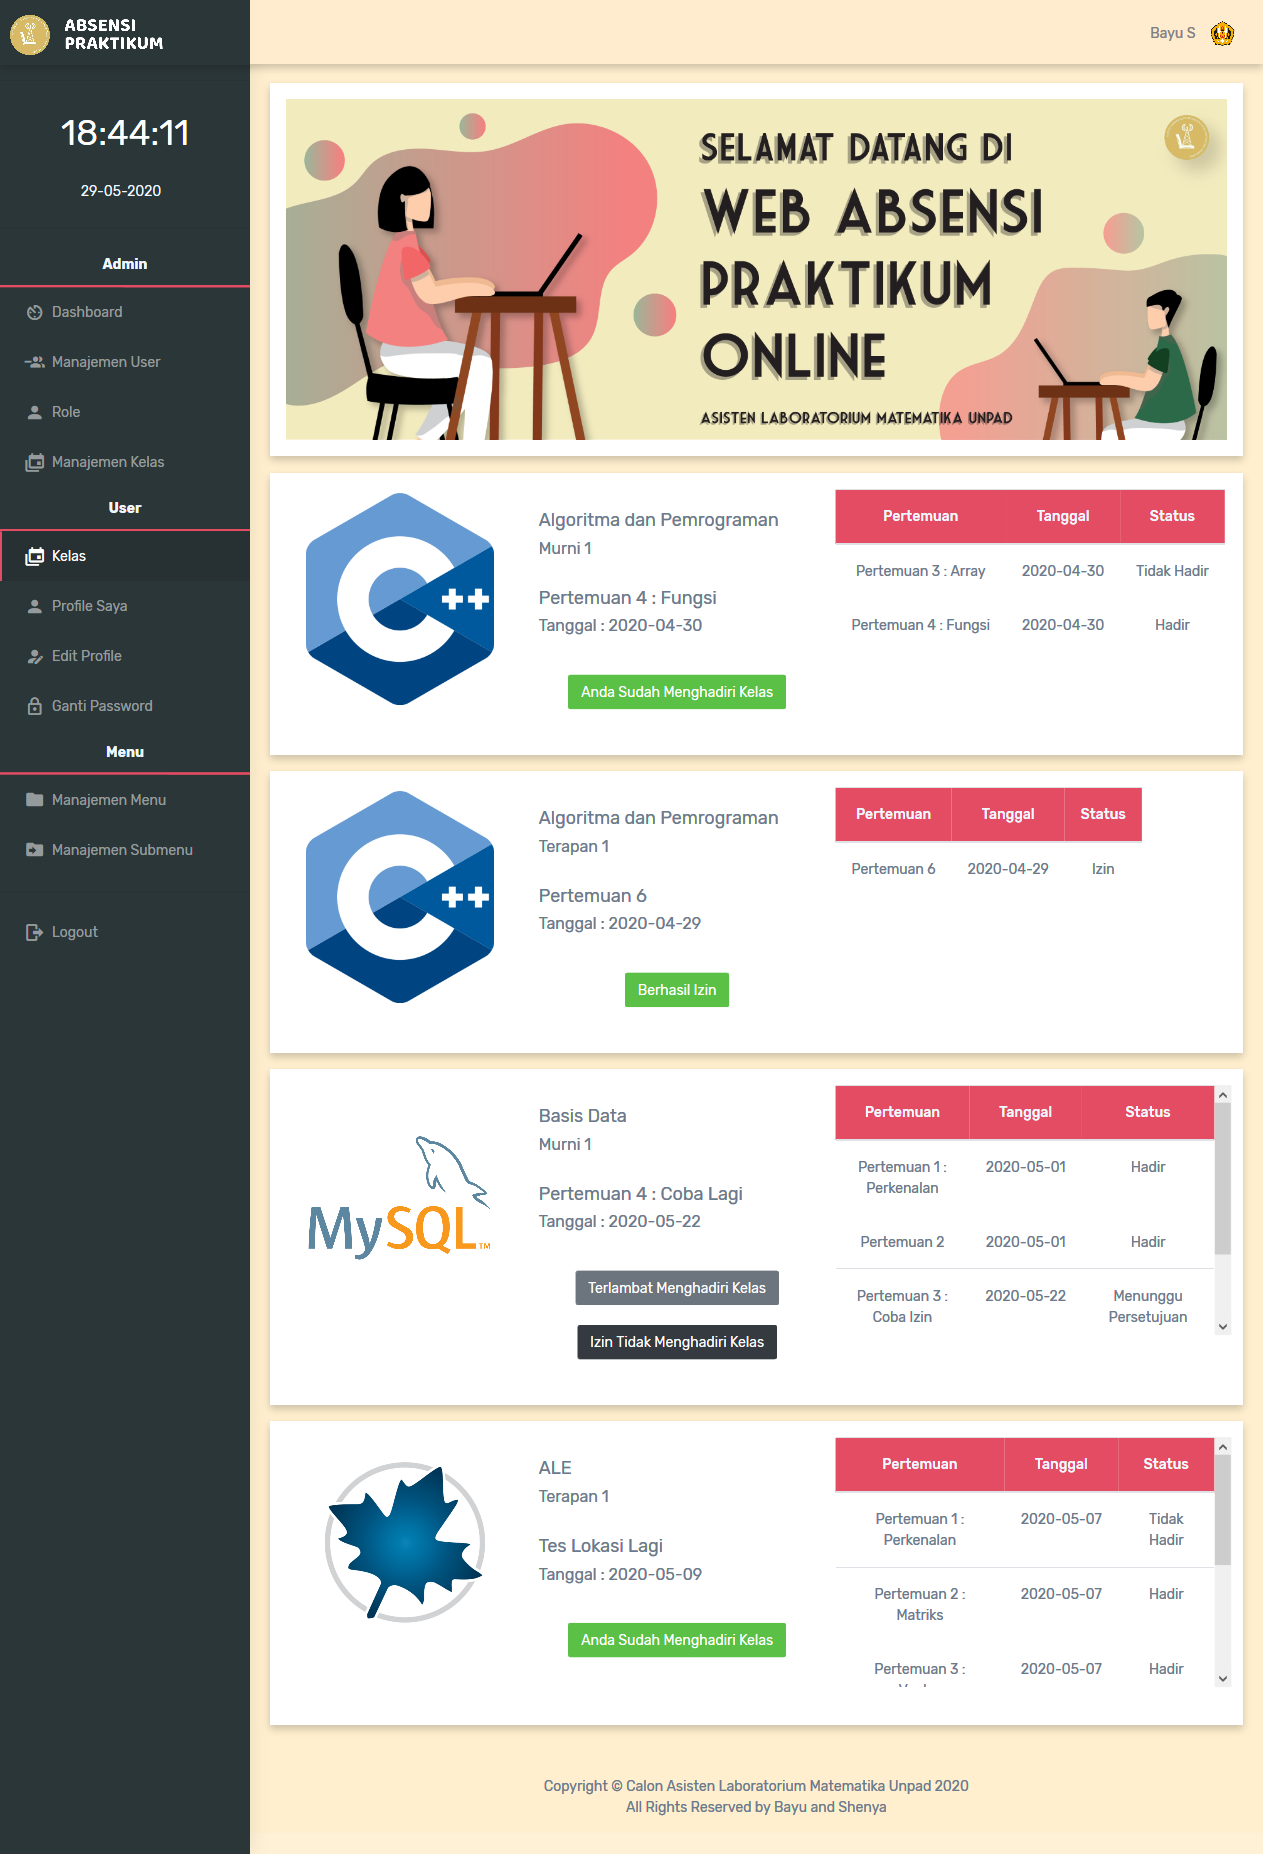 ABSENSI
PRAKTIKUM
Bayu S
18:44:11
29-05-2020
Admin
Dashboard
Manajemen User
Role
Manajemen Kelas
User
Kelas
Profile Saya
Edit Profile
Ganti Password
Menu
Manajemen Menu
Manajemen Submenu
Logout
SELAMAT DATANG DI
WEB ABSENSI
PRAKTIKUM
ONLINE
ASISTEN LABORATORIUM MATEMATIKA UNPAD
C++
Algoritma dan Pemrograman
Murni 1
Pertemuan 4 : Fungsi
Tanggal : 2020-04-30
Anda Sudah Menghadiri Kelas
Pertemuan Tanggal Status
Pertemuan 3 : Array 2020-04-30 Tidak Hadir
Pertemuan 4 : Fungsi 2020-04-30 Hadir
C++
Algoritma dan Pemrograman
Terapan 1
Pertemuan 6
Tanggal : 2020-04-29
Berhasil Izin
Pertemuan Tanggal Status
Pertemuan 6 2020-04-29 Izin
MySQL™
Basis Data
Murni 1
Pertemuan 4 : Coba Lagi
Tanggal : 2020-05-22
Terlambat Menghadiri Kelas
Izin Tidak Menghadiri Kelas
Pertemuan Tanggal Status
Pertemuan 1 : 2020-05-01 Hadir
Perkenalan
Pertemuan 2 2020-05-01 Hadir
Pertemuan 3 : 2020-05-22 Menunggu
Coba Izin Persetujuan
ALE
Terapan 1
Tes Lokasi Lagi
Tanggal : 2020-05-09
Anda Sudah Menghadiri Kelas
Pertemuan Tanggal Status
Pertemuan 1 : 2020-05-07 Tidak
Perkenalan Hadir
Pertemuan 2 : 2020-05-07 Hadir
Matriks
Pertemuan 3 : 2020-05-07 Hadir
Copyright © Calon Asisten Laboratorium Matematika Unpad 2020
All Rights Reserved by Bayu and Shenya